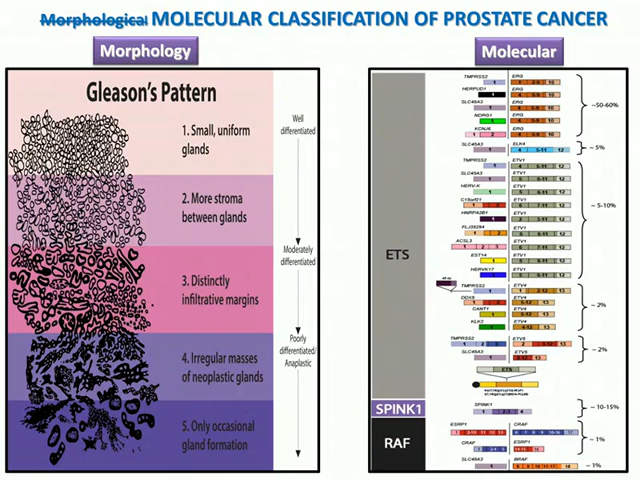 Morphological MOLECULAR CLASSIFICATION OF PROSTATE CANCER
Morphology
Molecular
Gleason's Pattern
1. Small, uniform
glands
2. More stroma
between glands
3. Distinctly
infiltrative margins
4. Irregular masses
of neoplastic glands
5. Only occasional
gland formation
Well
differentiated
Moderately
differentiated
Poorly
differentiated/
Anaplastic
ETS
SPINK1
RAF
TMPRSS2 ERG
HERPUD1 ERG
SLC45A3 ERG
NDRG1 ERG
KCNJ6 ERG
~50-60%
SLC45A3 ELK4
~ 5%
TMPRSS2 ETV1
SLC45A3 ETV1
HERV-K ETV1
C15orf21 ETV1
HNRPA2B1 ETV1
FLJ35294 ETV1
ACSL3 ETV1
EST14 ETV1
HERVK17 ETV1
~ 5-10%
TMPRSS2 ETV4
DDX5 ETV4
CANT1 ETV4
KLK2 ETV4
~ 2%
TMPRSS2 ETV5
SLC45A3 ETV5
~ 2%
SPINK1
~ 10-15%
ESRP1 CRAF
CRAF ESRP1
~ 1%
SLC45A3 BRAF
~ 1%